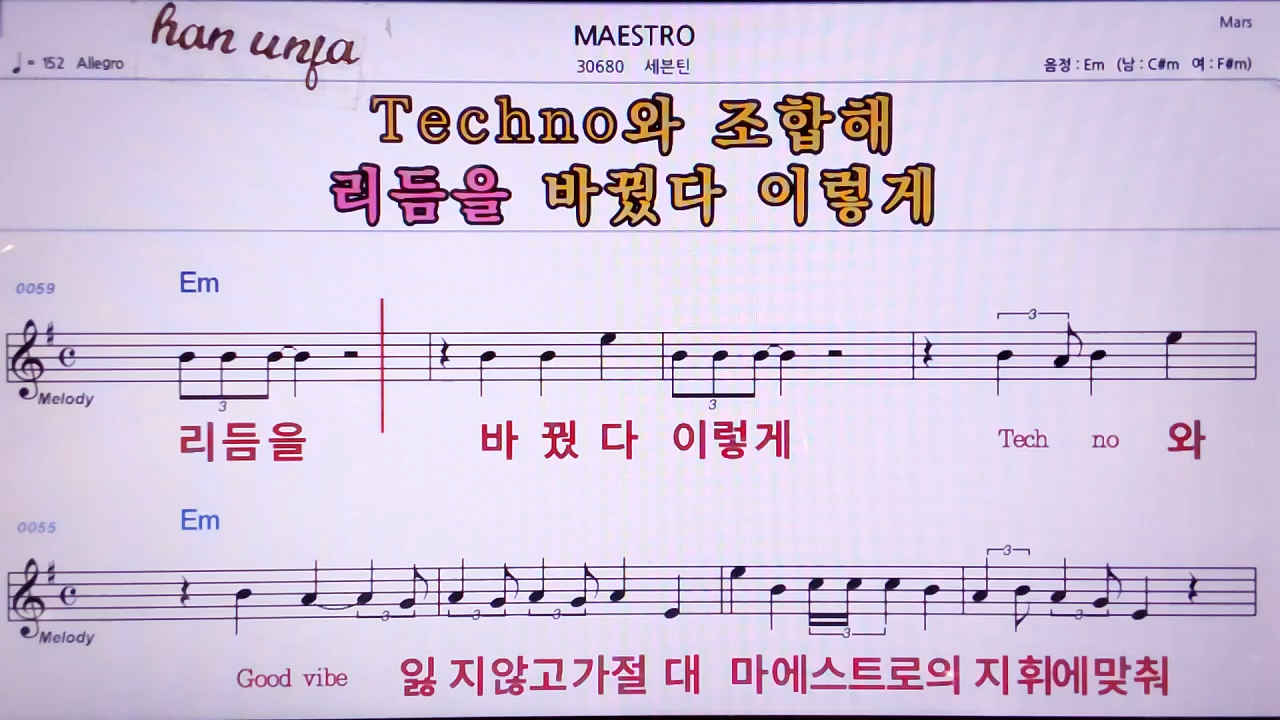 han unfa
MAESTRO
Mars
♩= 152 Allegro
30680 세븐틴
음정 : Em (남 : C#m 여 : F#m)
Techno와 조합해
리듬을 바꿨다 이렇게
0059
Em
3
Melody
3
3
리듬을 바 꿨 다 이렇게 Tech no 와
0055
Em
3
Melody
3 3 3 3 3
Good vibe 잃 지않고가절 대 마에스트로의 지휘에맞춰